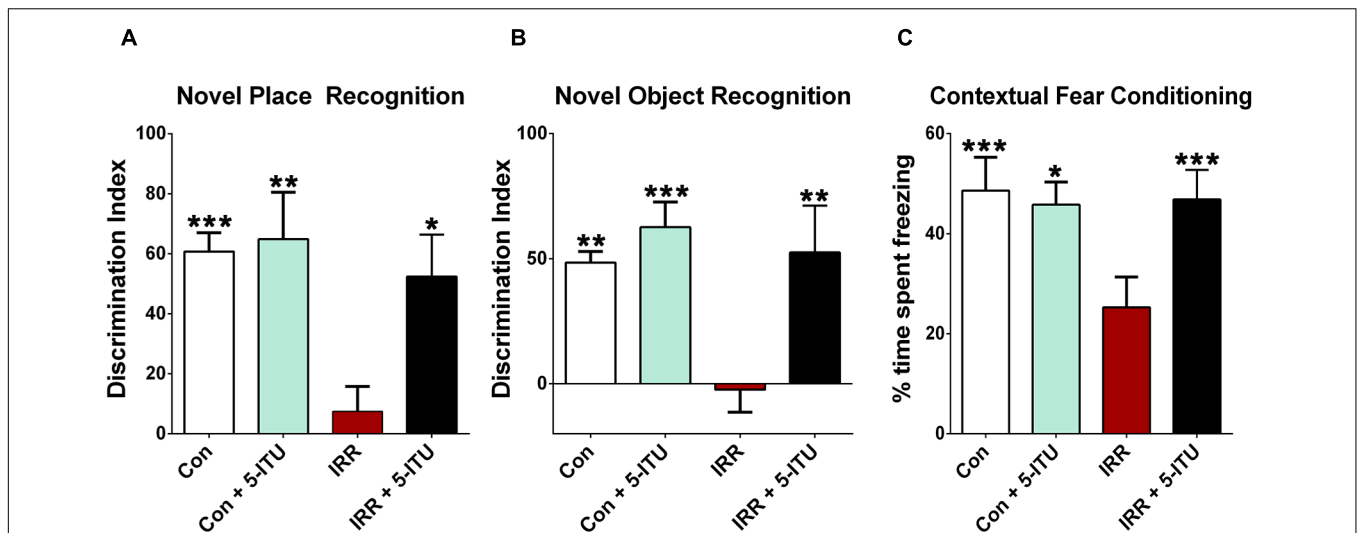 A
Novel Place Recognition
Discrimination Index
100
80
60
40
20
0
***
**
*
Con
Con + 5-ITU
IRR
IRR + 5-ITU
B
Novel Object Recognition
Discrimination Index
100
50
0
**
***
**
Con
Con + 5-ITU
IRR
IRR + 5-ITU
C
Contextual Fear Conditioning
% time spent freezing
60
40
20
0
***
*
***
Con
Con + 5-ITU
IRR
IRR + 5-ITU